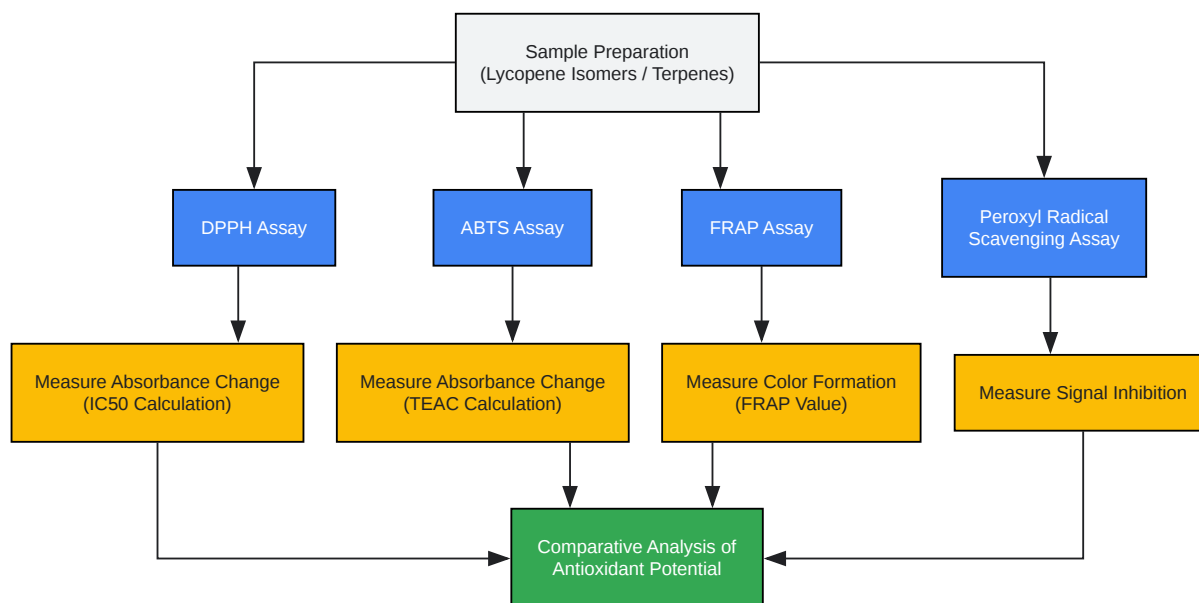 Sample Preparation
(Lycopene Isomers / Terpenes)
DPPH Assay
ABTS Assay
FRAP Assay
Peroxyl Radical
Scavenging Assay
Measure Absorbance Change
(IC50 Calculation)
Measure Absorbance Change
(TEAC Calculation)
Measure Color Formation
(FRAP Value)
Measure Signal Inhibition
Comparative Analysis of
Antioxidant Potential